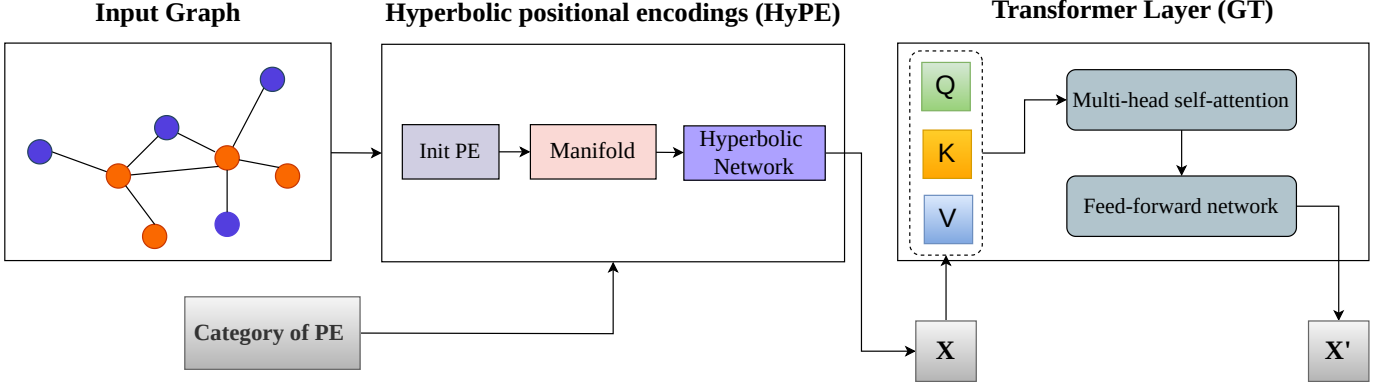 Input Graph
Hyperbolic positional encodings (HyPE)
Transformer Layer (GT)
Init PE
Manifold
Hyperbolic
Network
Q
K
V
Multi-head self-attention
Feed-forward network
Category of PE
X
X'